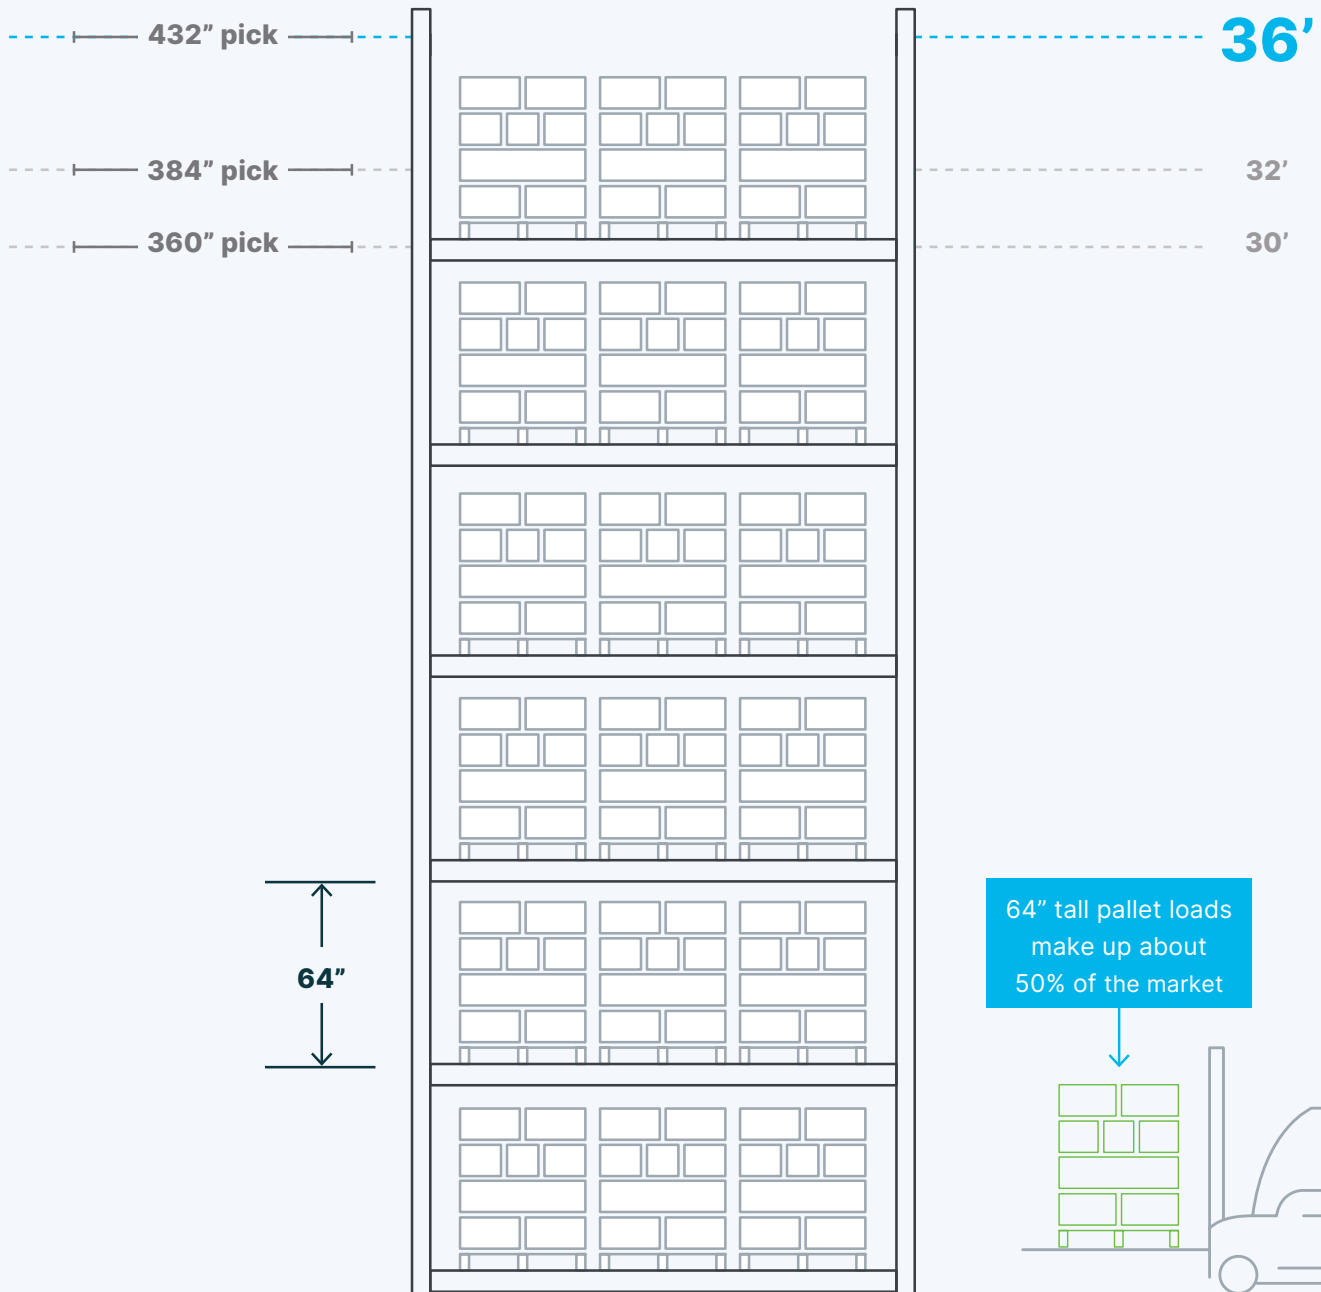 432” pick
36’
384” pick
32’
360” pick
30’
64”
64” tall pallet loads
make up about
50% of the market